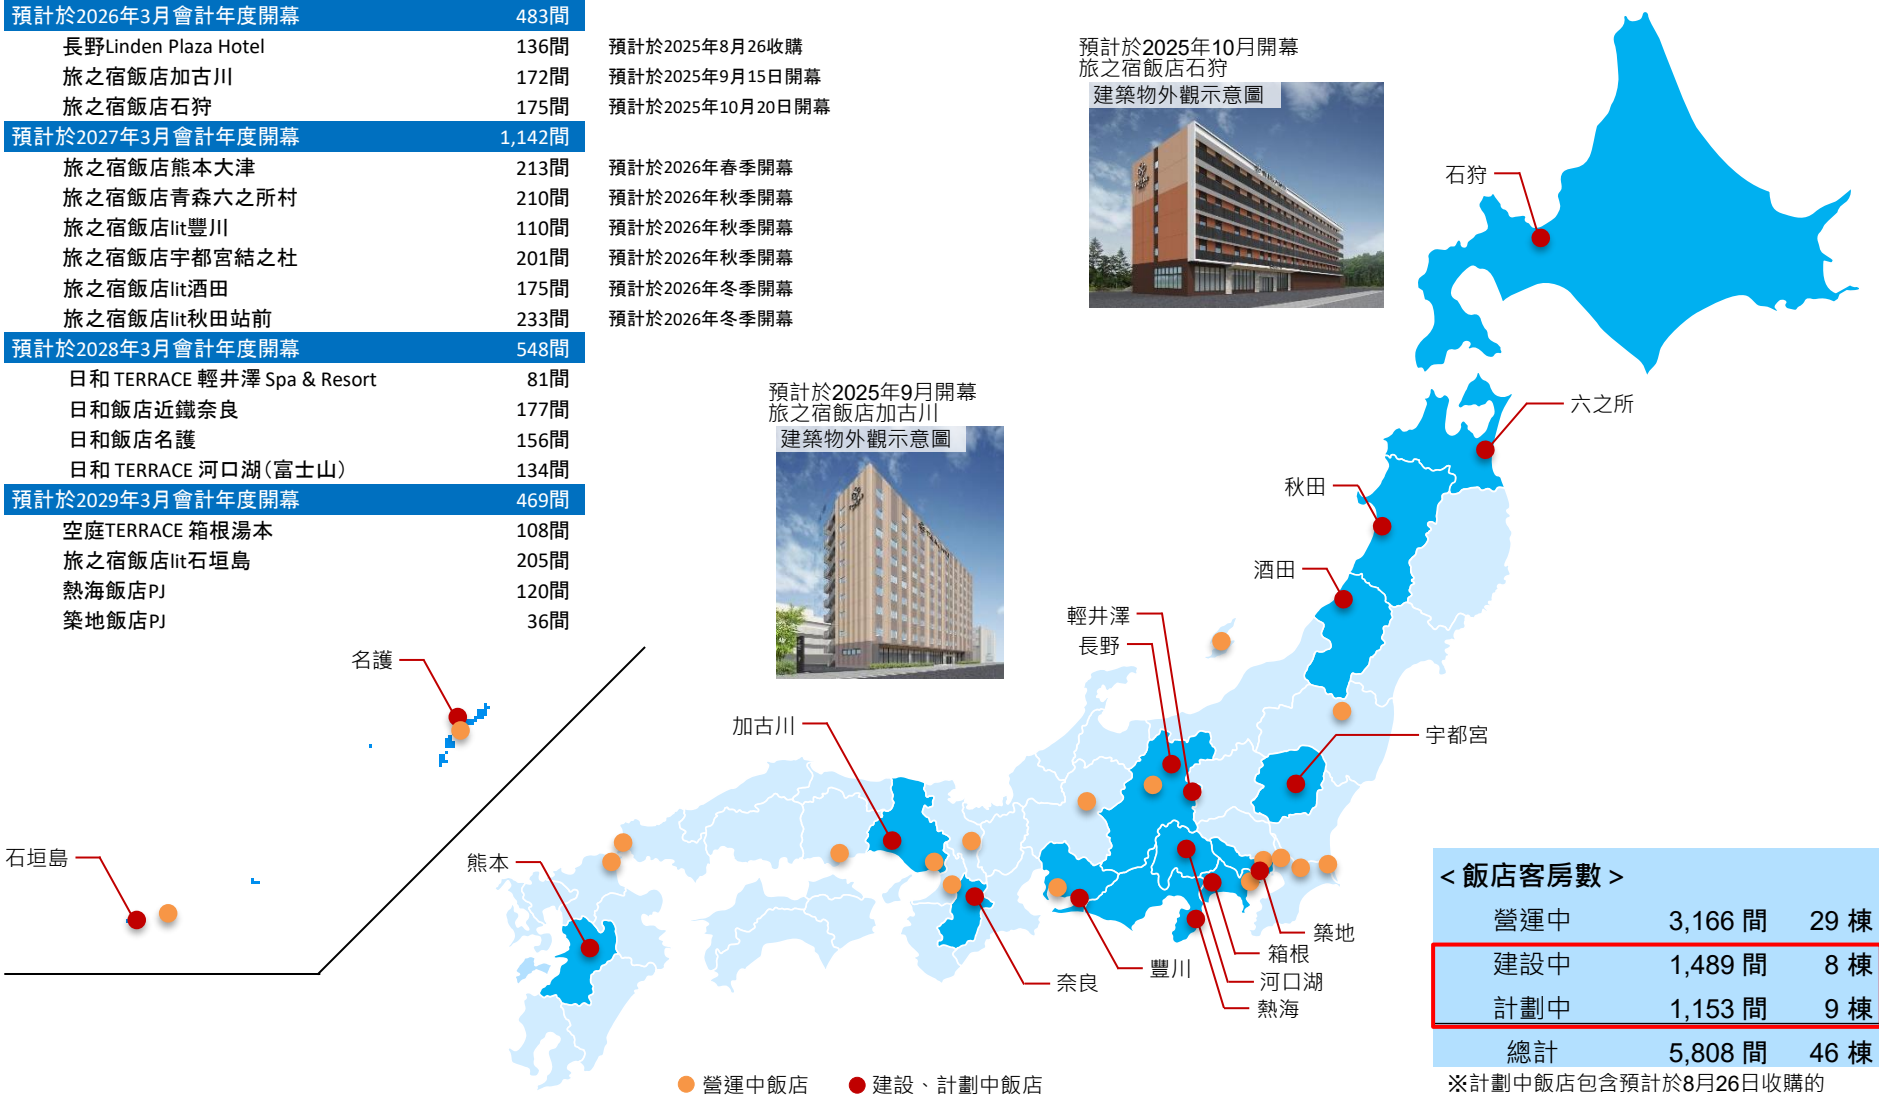 預計於2026年3月會計年度開幕 483間
長野Linden Plaza Hotel 136間 預計於2025年8月26收購
旅之宿飯店加古川 172間 預計於2025年9月15日開幕
旅之宿飯店石狩 175間 預計於2025年10月20日開幕
預計於2027年3月會計年度開幕 1,142間
旅之宿飯店熊本大津 213間 預計於2026年春季開幕
旅之宿飯店青森六之所村 210間 預計於2026年秋季開幕
旅之宿飯店lit豐川 110間 預計於2026年秋季開幕
旅之宿飯店宇都宮結之杜 201間 預計於2026年秋季開幕
旅之宿飯店lit酒田 175間 預計於2026年冬季開幕
旅之宿飯店lit秋田站前 233間 預計於2026年冬季開幕
預計於2028年3月會計年度開幕 548間
日和 TERRACE 輕井澤 Spa & Resort 81間
日和飯店近鐵奈良 177間
日和飯店名護 156間
日和 TERRACE 河口湖（富士山） 134間
預計於2029年3月會計年度開幕 469間
空庭TERRACE 箱根湯本 108間
旅之宿飯店lit石垣島 205間
熱海飯店PJ 120間
築地飯店PJ 36間
預計於2025年10月開幕
旅之宿飯店石狩
建築物外觀示意圖
預計於2025年9月開幕
旅之宿飯店加古川
建築物外觀示意圖
石狩
六之所
秋田
酒田
輕井澤
長野
宇都宮
加古川
名護
石垣島
熊本
奈良
豐川
築地
箱根
河口湖
熱海
營運中飯店
建設、計劃中飯店
＜飯店客房數＞
營運中 3,166 間 29 棟
建設中 1,489 間 8 棟
計劃中 1,153 間 9 棟
總計 5,808 間 46 棟
※計劃中飯店包含預計於8月26日收購的